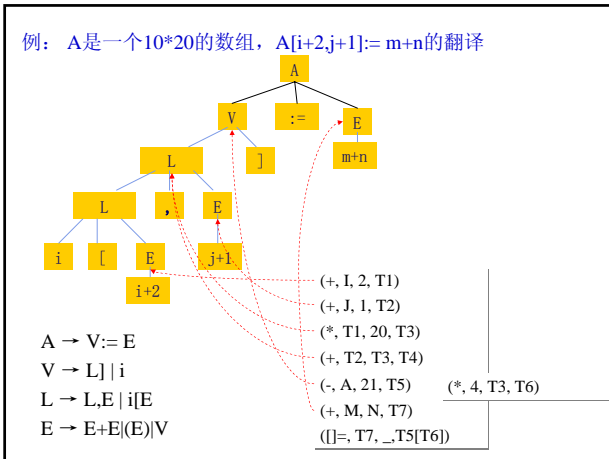 例： A是一个10*20的数组，A[i+2,j+1]:= m+n的翻译
A
V := E
L ] m+n
L , E
i [ E j+1
i+2
(+, I, 2, T1)
(+, J, 1, T2)
(*, T1, 20, T3)
(+, T2, T3, T4)
(-, A, 21, T5)
(*, 4, T3, T6)
(+, M, N, T7)
([]=, T7, _,T5[T6])
A → V:= E
V → L] | i
L → L,E | i[E
E → E+E|(E)|V